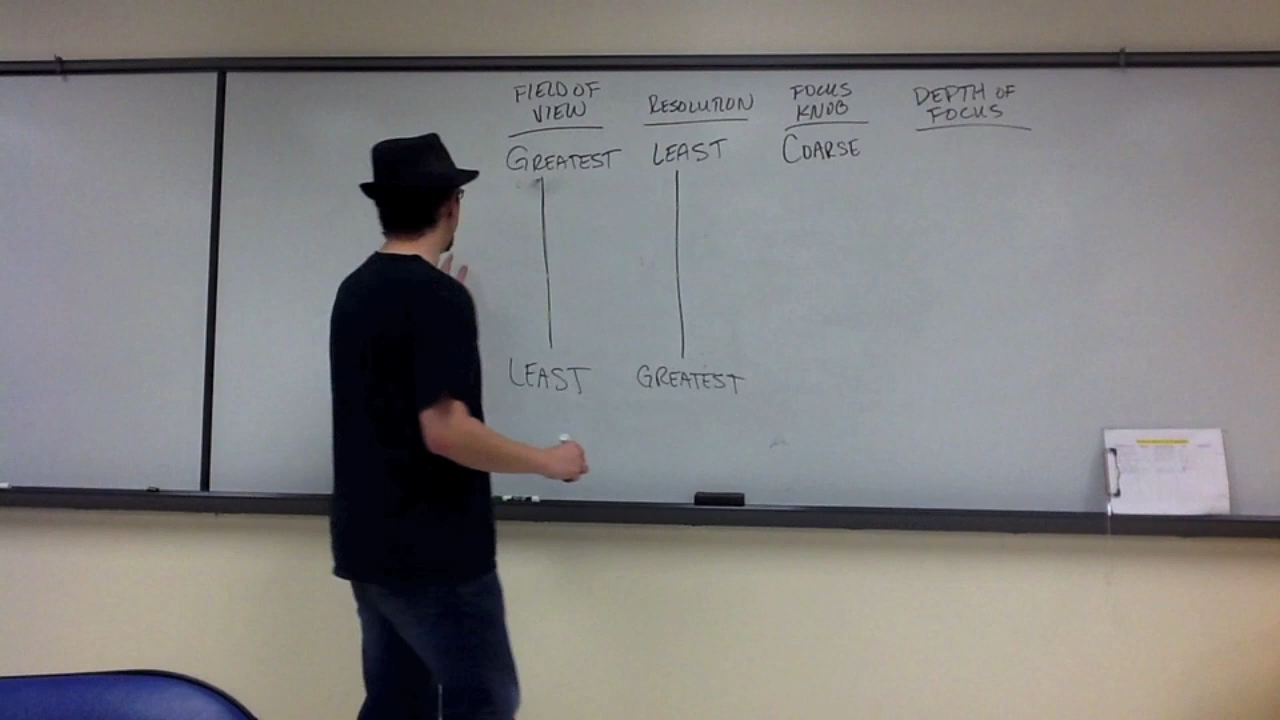 FIELD OF
VIEW
RESOLUTION
FOCUS
KNOB
DEPTH OF
FOCUS
GREATEST
LEAST
COARSE
LEAST
GREATEST